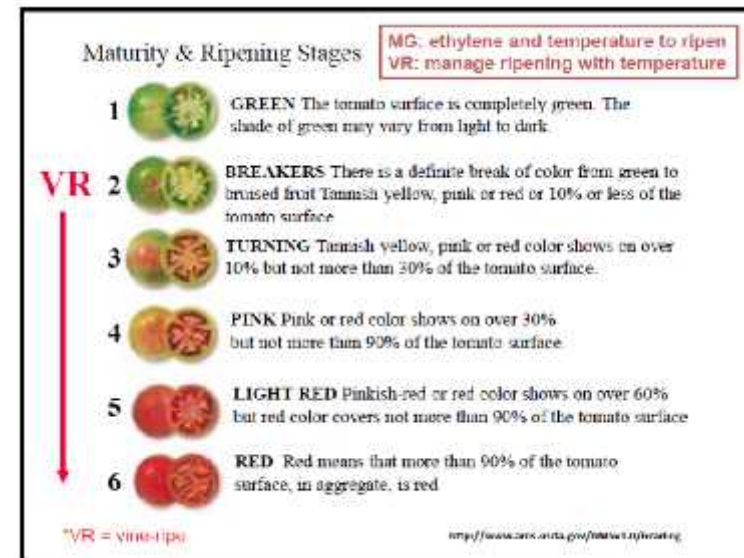 Maturity & Ripening Stages
MG: ethylene and temperature to ripen
VR: manage ripening with temperature
1
GREEN The tomato surface is completely green. The
shade of green may vary from light to dark
VR
2
BREAKERS There is a definite break of color from green to
bruised fruit Tannish yellow, pink or red or 10% or less of the
tomato surface
3
TURNING Tannish yellow, pink or red color shows on over
10% but not more than 30% of the tomato surface.
4
PINK Pink or red color shows on over 30%
but not more than 90% of the tomato surface
5
LIGHT RED Pinkish-red or red color shows on over 60%
but red color covers not more than 90% of the tomato surface
6
RED Red means that more than 90% of the tomato
surface, in aggregate, is red
*VR = vine-ripe